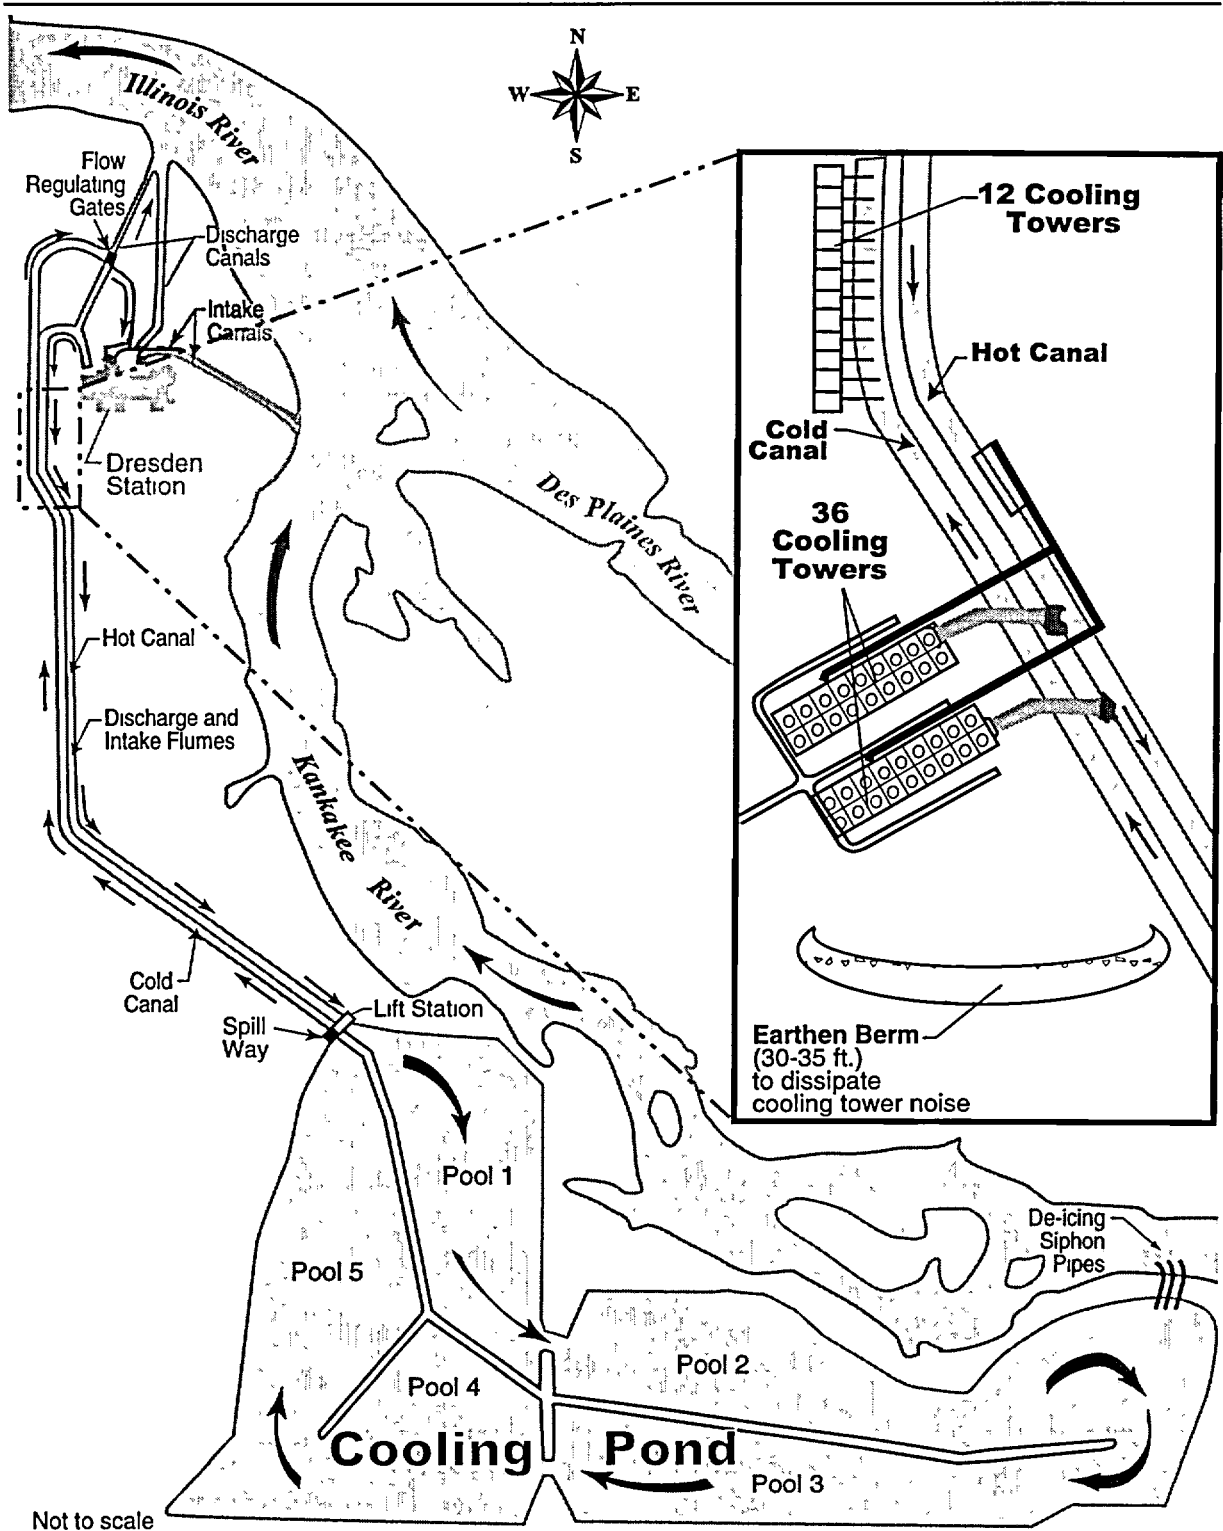 N
W E
S
Illinois River
Flow
Regulating
Gates
Discharge
Canals
Intake
Canals
Dresden
Station
Des Plaines River
Hot Canal
Discharge and
Intake Flumes
Kankakee River
Cold
Canal
Lift Station
Spill
Way
12 Cooling
Towers
Hot Canal
Cold
Canal
36
Cooling
Towers
Earthen Berm
(30-35 ft.)
to dissipate
cooling tower noise
De-icing
Siphon
Pipes
Pool 1
Pool 5
Pool 2
Pool 4
Cooling Pond
Pool 3
Not to scale